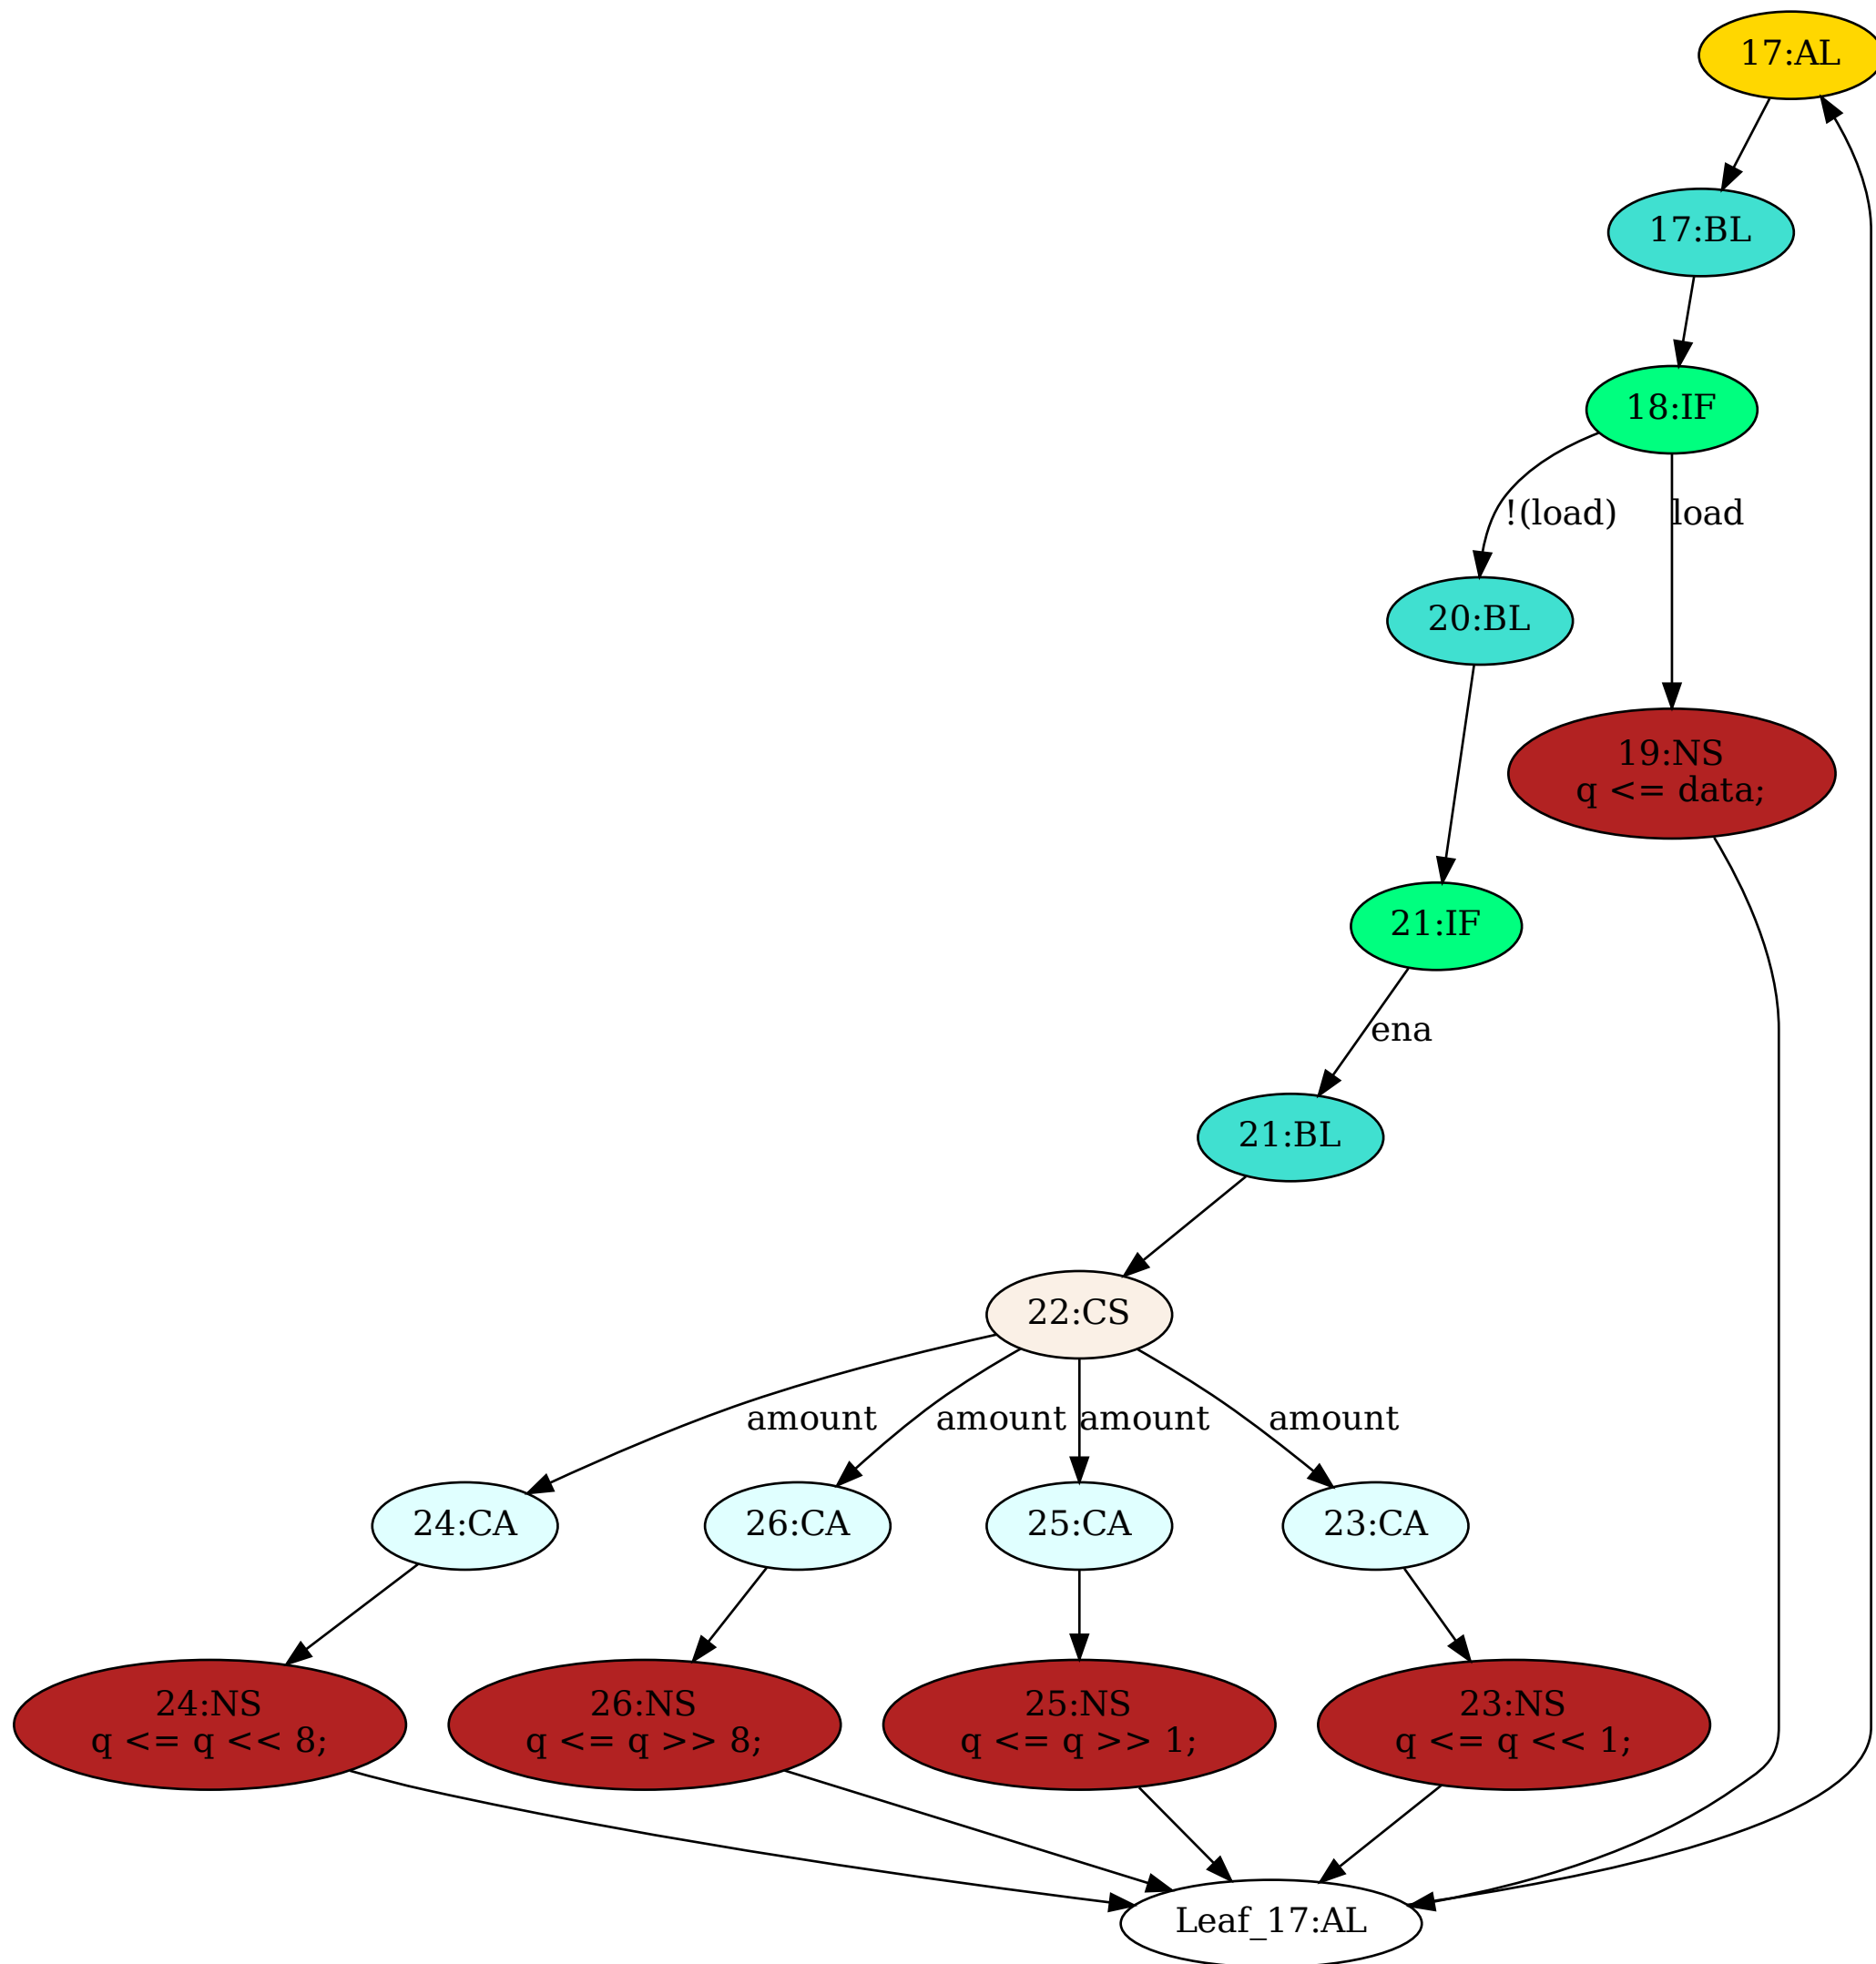 17:AL
17:BL
18:IF
!(load)
load
20:BL
19:NS
q <= data;
21:IF
ena
21:BL
22:CS
amount
amount
amount
amount
24:CA
26:CA
25:CA
23:CA
24:NS
q <= q << 8;
26:NS
q <= q >> 8;
25:NS
q <= q >> 1;
23:NS
q <= q << 1;
Leaf_17:AL